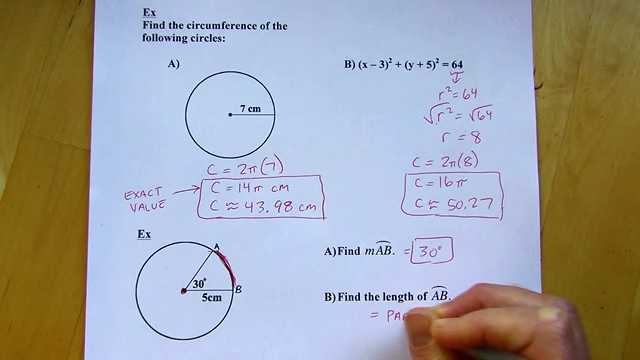 Ex
Find the circumference of the
following circles:
A)
7 cm
C = 2π(7)
EXACT
VALUE
C = 14π cm
C ≈ 43.98 cm
B) (x – 3)² + (y + 5)² = 64
r² = 64
√r² = √64
r = 8
C = 2π(8)
C = 16π
C ≈ 50.27
Ex
A
30°
B
5cm
A) Find mAB. = 30°
B) Find the length of AB.
=